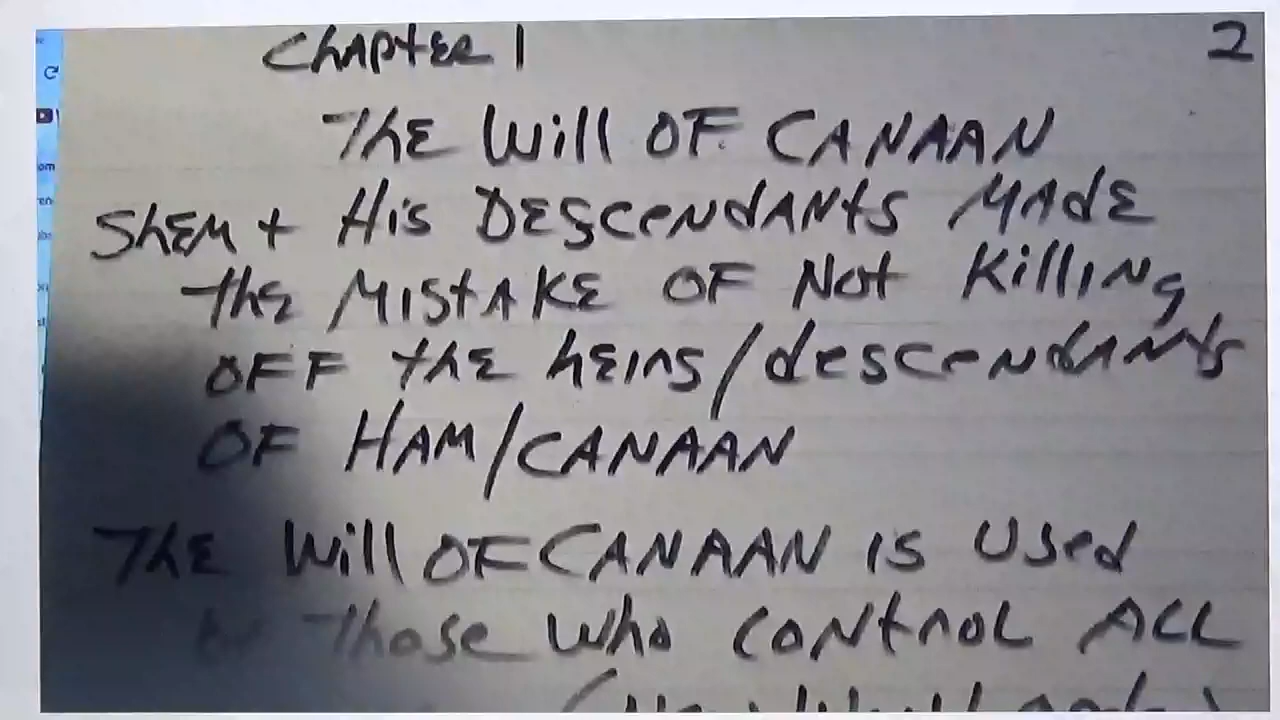 Chapter 1
2
The Will OF CANAAN
Shem + His Descendants Made
the Mistake OF Not Killing
OFF the heirs/descendants
OF HAM/CANAAN
The Will OF CANAAN is Used
by Those Who control ALL